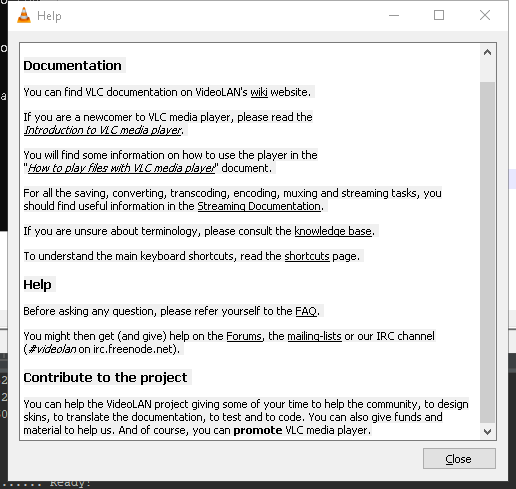 Help
Documentation
You can find VLC documentation on VideoLAN's wiki website.
If you are a newcomer to VLC media player, please read the
Introduction to VLC media player.
You will find some information on how to use the player in the
"How to play files with VLC media player" document.
For all the saving, converting, transcoding, encoding, muxing and streaming tasks, you
should find useful information in the Streaming Documentation.
If you are unsure about terminology, please consult the knowledge base.
To understand the main keyboard shortcuts, read the shortcuts page.
Help
Before asking any question, please refer yourself to the FAQ.
You might then get (and give) help on the Forums, the mailing-lists or our IRC channel
(#videolan on irc.freenode.net).
Contribute to the project
You can help the VideoLAN project giving some of your time to help the community, to design
skins, to translate the documentation, to test and to code. You can also give funds and
material to help us. And of course, you can promote VLC media player.
Close
...... Ready!